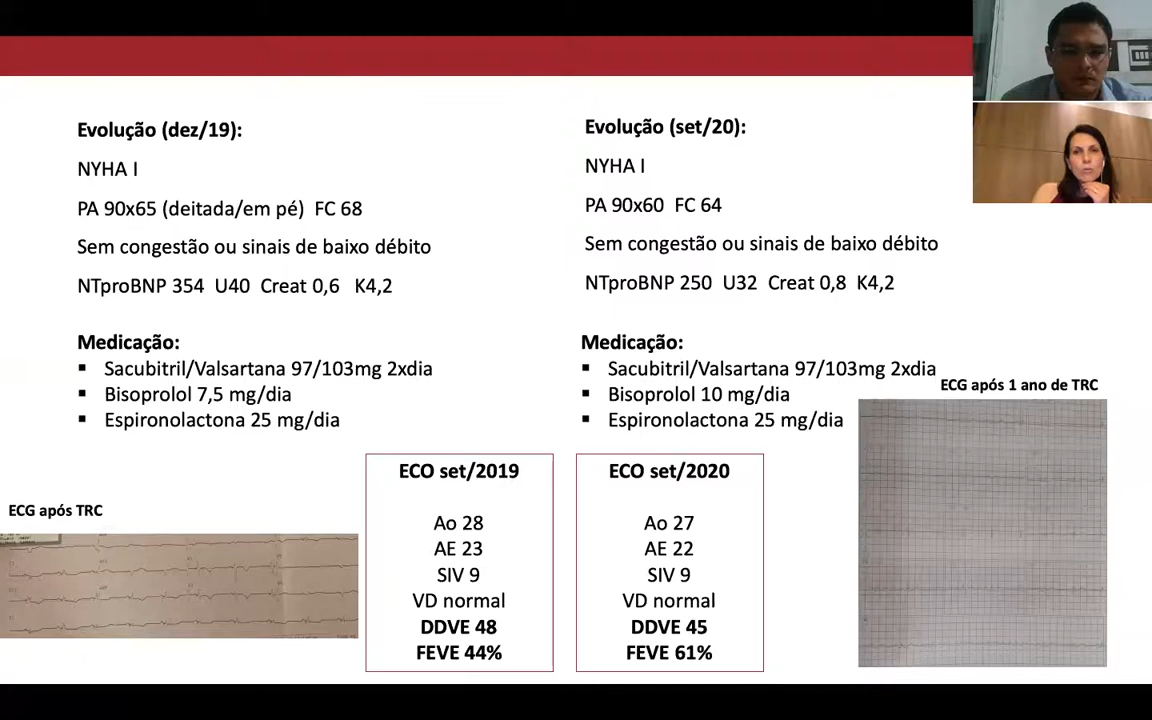 Evolução (dez/19):
NYHA I
PA 90x65 (deitada/em pé) FC 68
Sem congestão ou sinais de baixo débito
NTproBNP 354 U40 Creat 0,6 K4,2
Medicação:
▪ Sacubitril/Valsartana 97/103mg 2xdia
▪ Bisoprolol 7,5 mg/dia
▪ Espironolactona 25 mg/dia
Evolução (set/20):
NYHA I
PA 90x60 FC 64
Sem congestão ou sinais de baixo débito
NTproBNP 250 U32 Creat 0,8 K4,2
Medicação:
▪ Sacubitril/Valsartana 97/103mg 2xdia
▪ Bisoprolol 10 mg/dia
▪ Espironolactona 25 mg/dia
ECG após 1 ano de TRC
ECG após TRC
ECO set/2019
Ao 28
AE 23
SIV 9
VD normal
DDVE 48
FEVE 44%
ECO set/2020
Ao 27
AE 22
SIV 9
VD normal
DDVE 45
FEVE 61%